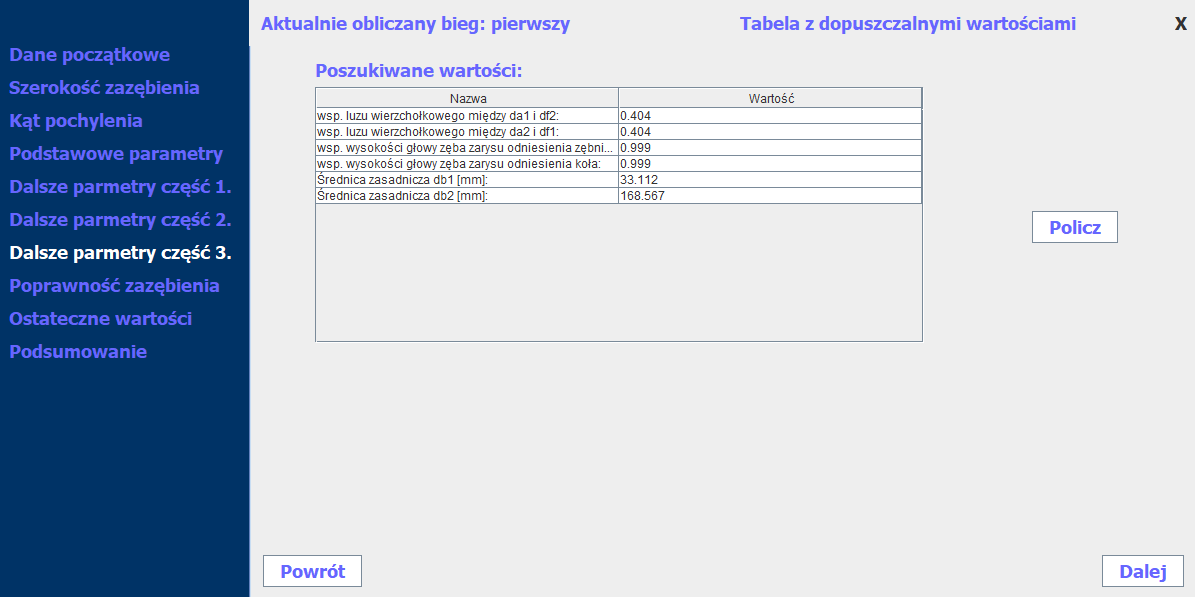 Aktualnie obliczany bieg: pierwszy Tabela z dopuszczalnymi wartościami X
Dane początkowe
Szerokość zazębienia
Kąt pochylenia
Podstawowe parametry
Dalsze parmetry część 1.
Dalsze parmetry część 2.
Dalsze parmetry część 3.
Poprawność zazębienia
Ostateczne wartości
Podsumowanie
Poszukiwane wartości:
Nazwa Wartość
wsp. luzu wierzchołkowego między da1 i df2: 0.404
wsp. luzu wierzchołkowego między da2 i df1: 0.404
wsp. wysokości głowy zęba zarysu odniesienia zębni... 0.999
wsp. wysokości głowy zęba zarysu odniesienia koła: 0.999
Średnica zasadnicza db1 [mm]: 33.112
Średnica zasadnicza db2 [mm]: 168.567
Policz
Powrót Dalej